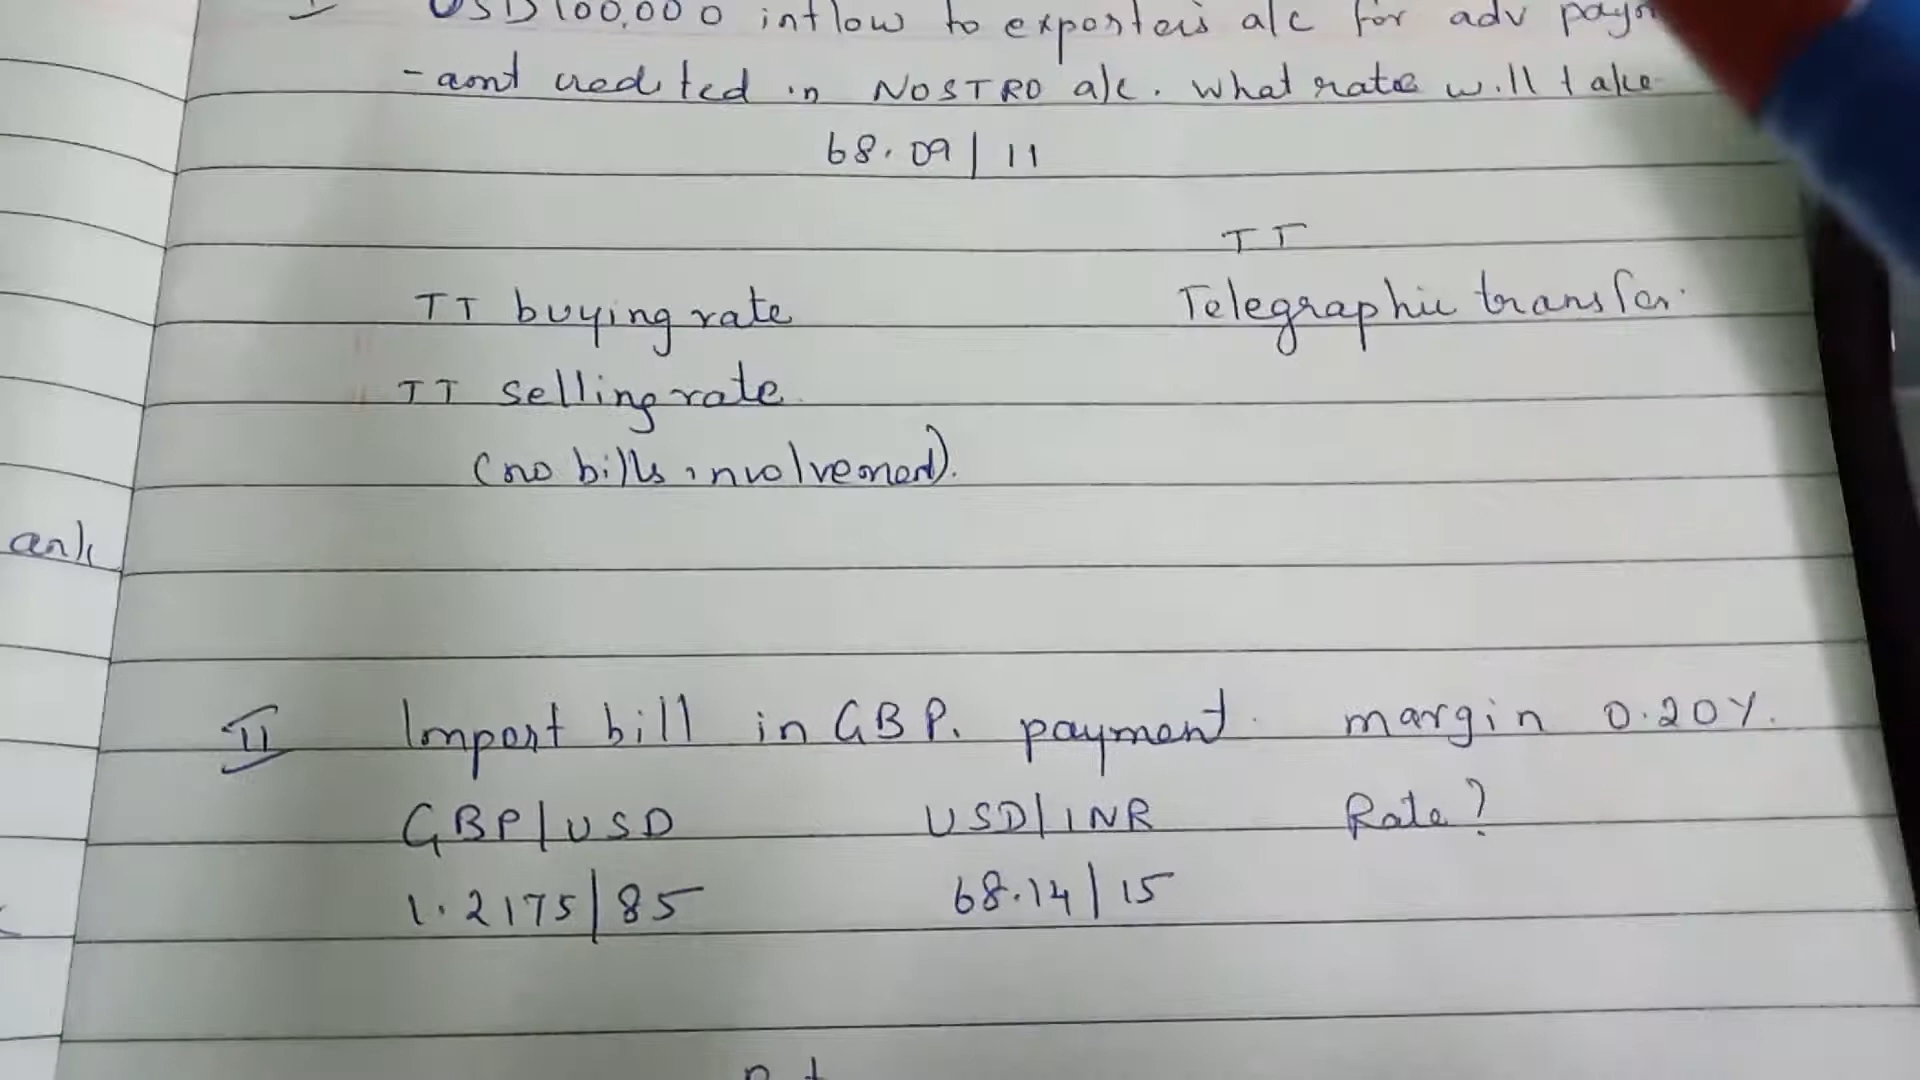 I USD 100,000 inflow to exporters a/c for adv
- amt credited in NOSTRO a/c. What rate will take
68.09 | 11
TT
TT buying rate Telegraphic transfer.
TT selling rate.
(no bills involvement).
ank
II Import bill in GBP. payment. margin 0.20%.
GBP/USD USD/INR Rate?
1.2175/85 68.14/15